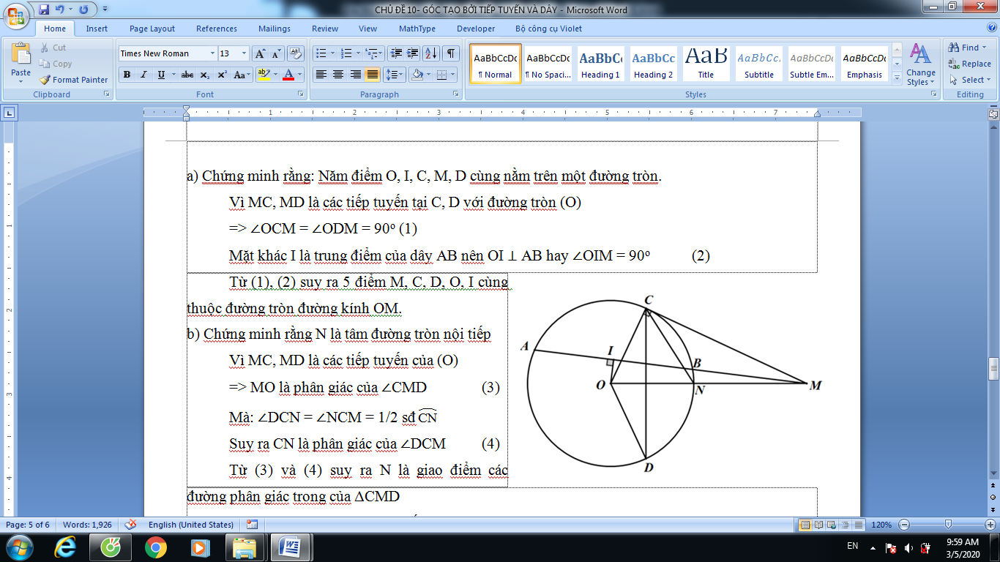 CHỦ ĐỀ 10- GÓC TẠO BỞI TIẾP TUYẾN VÀ DÂY - Microsoft Word
Home Insert Page Layout References Mailings Review View MathType Developer Bộ công cụ Violet
Paste
Cut
Copy
Format Painter
Clipboard
Times New Roman 13
B I U abc x₂ x² Aa
Font
Paragraph
AaBbCcDc AaBbCcDc AaBbC AaBbCc AaB AaBbCc. AaBbCcDc AaBbCcDc
¶ Normal ¶ No Spaci... Heading 1 Heading 2 Title Subtitle Subtle Em... Emphasis
Change Styles
Styles
Find
Replace
Select
Editing
1 2 3 4 5 6 7
a) Chứng minh rằng: Năm điểm O, I, C, M, D cùng nằm trên một đường tròn.
Vì MC, MD là các tiếp tuyến tại C, D với đường tròn (O)
=> ∠OCM = ∠ODM = 90º (1)
Mặt khác I là trung điểm của dây AB nên OI ⊥ AB hay ∠OIM = 90º (2)
Từ (1), (2) suy ra 5 điểm M, C, D, O, I cùng
thuộc đường tròn đường kính OM.
b) Chứng minh rằng N là tâm đường tròn nội tiếp
Vì MC, MD là các tiếp tuyến của (O)
=> MO là phân giác của ∠CMD (3)
Mà: ∠DCN = ∠NCM = 1/2 sđ CN
Suy ra CN là phân giác của ∠DCM (4)
Từ (3) và (4) suy ra N là giao điểm các
đường phân giác trong của ΔCMD
C
A
I
B
O
N
M
D
Page: 5 of 6 Words: 1,926 English (United States) 120%
EN
9:59 AM
3/5/2020